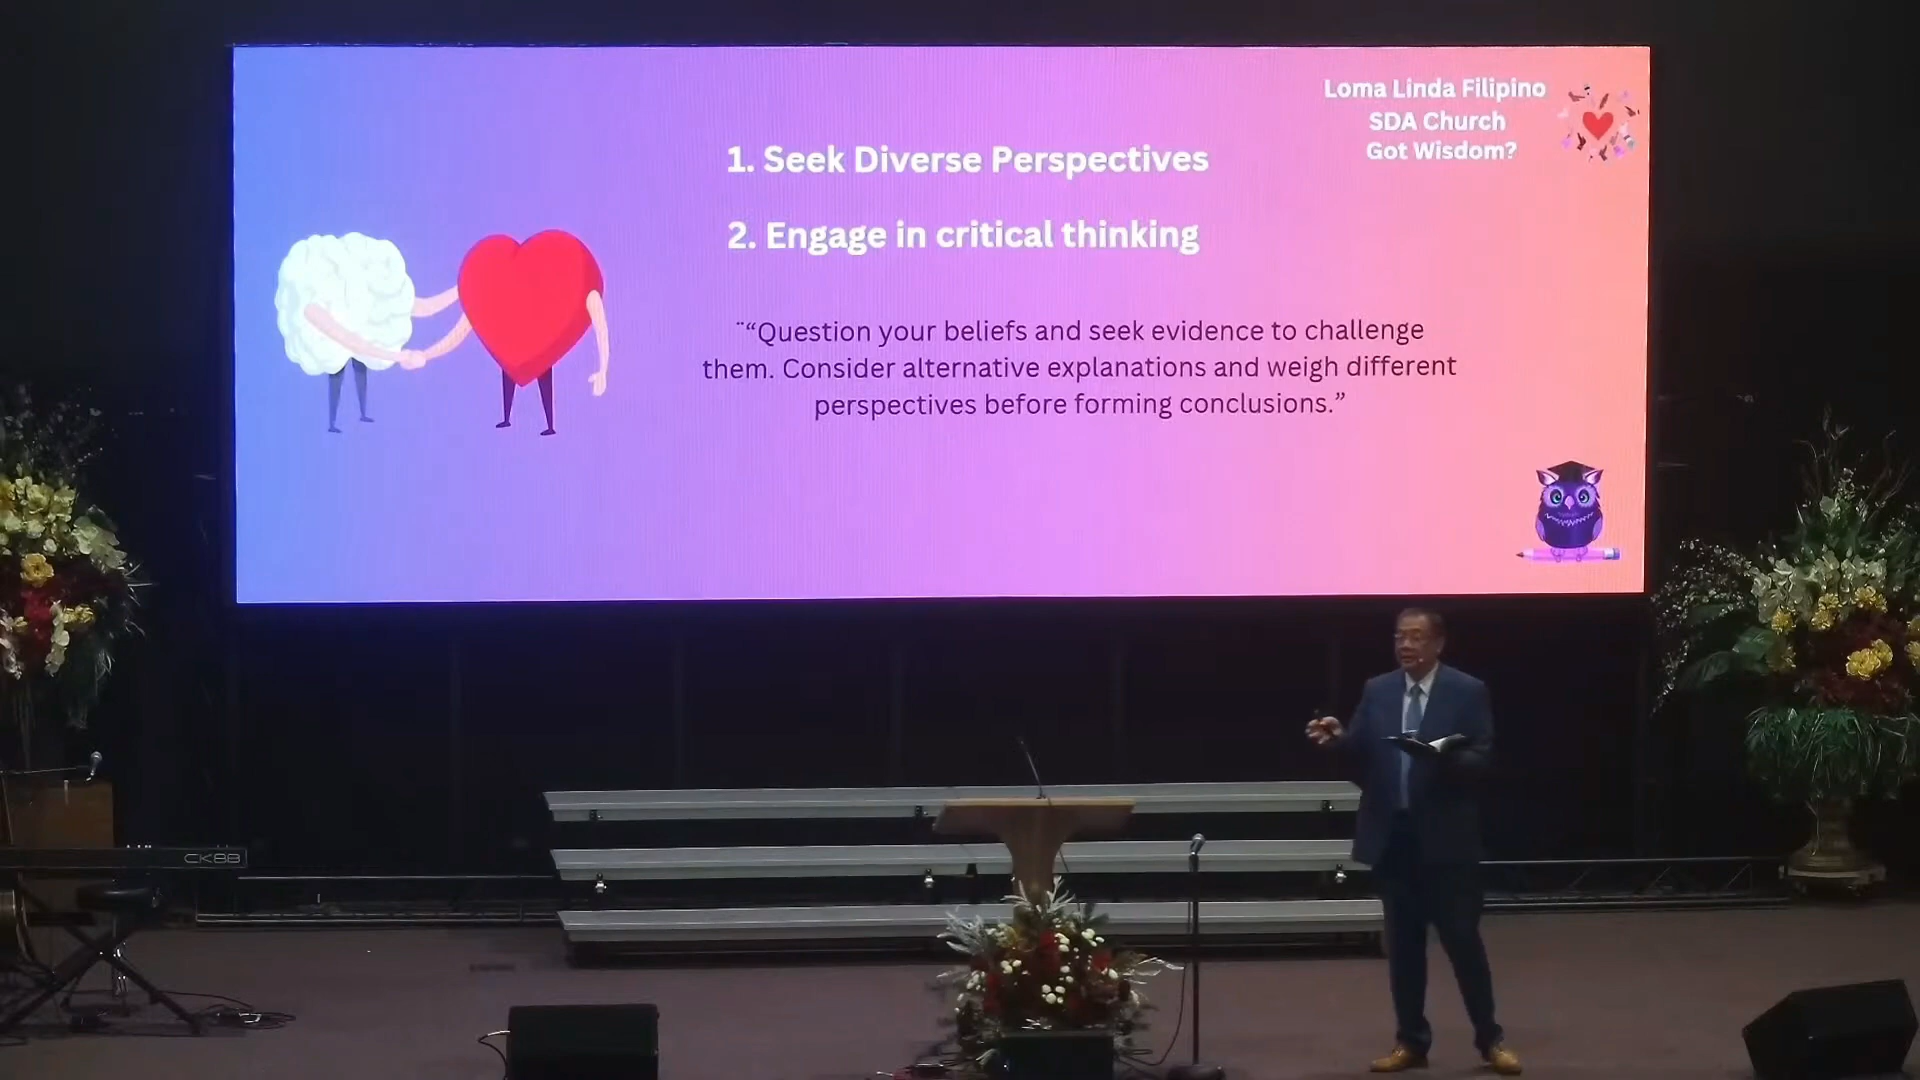 Loma Linda Filipino
SDA Church
Got Wisdom?
1. Seek Diverse Perspectives
2. Engage in critical thinking
¨“Question your beliefs and seek evidence to challenge
them. Consider alternative explanations and weigh different
perspectives before forming conclusions.”
CK88